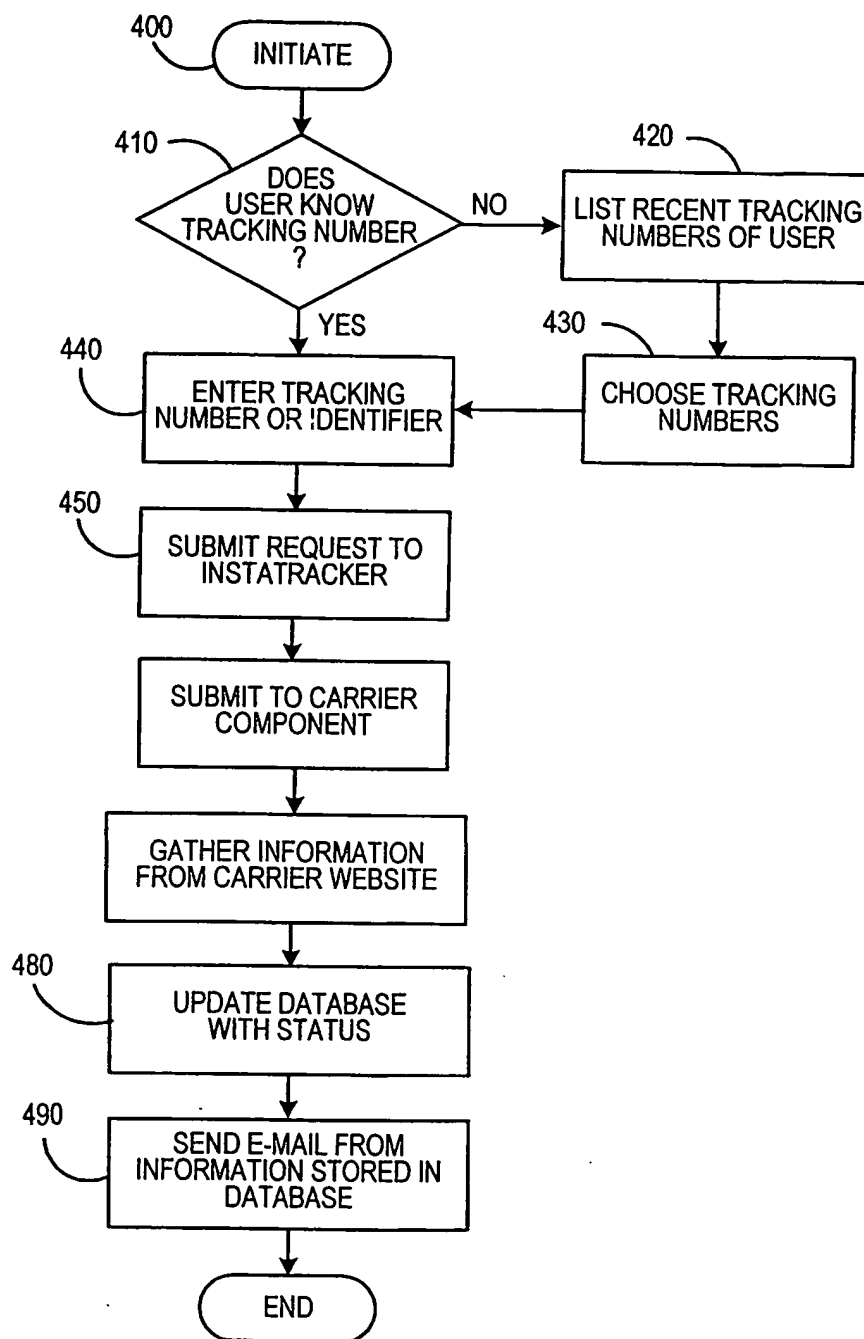 400
INITIATE
410
DOES
USER KNOW
TRACKING NUMBER
?
NO
420
LIST RECENT TRACKING
NUMBERS OF USER
YES
430
CHOOSE TRACKING
NUMBERS
440
ENTER TRACKING
NUMBER OR IDENTIFIER
450
SUBMIT REQUEST TO
INSTATRACKER
SUBMIT TO CARRIER
COMPONENT
GATHER INFORMATION
FROM CARRIER WEBSITE
480
UPDATE DATABASE
WITH STATUS
490
SEND E-MAIL FROM
INFORMATION STORED IN
DATABASE
END